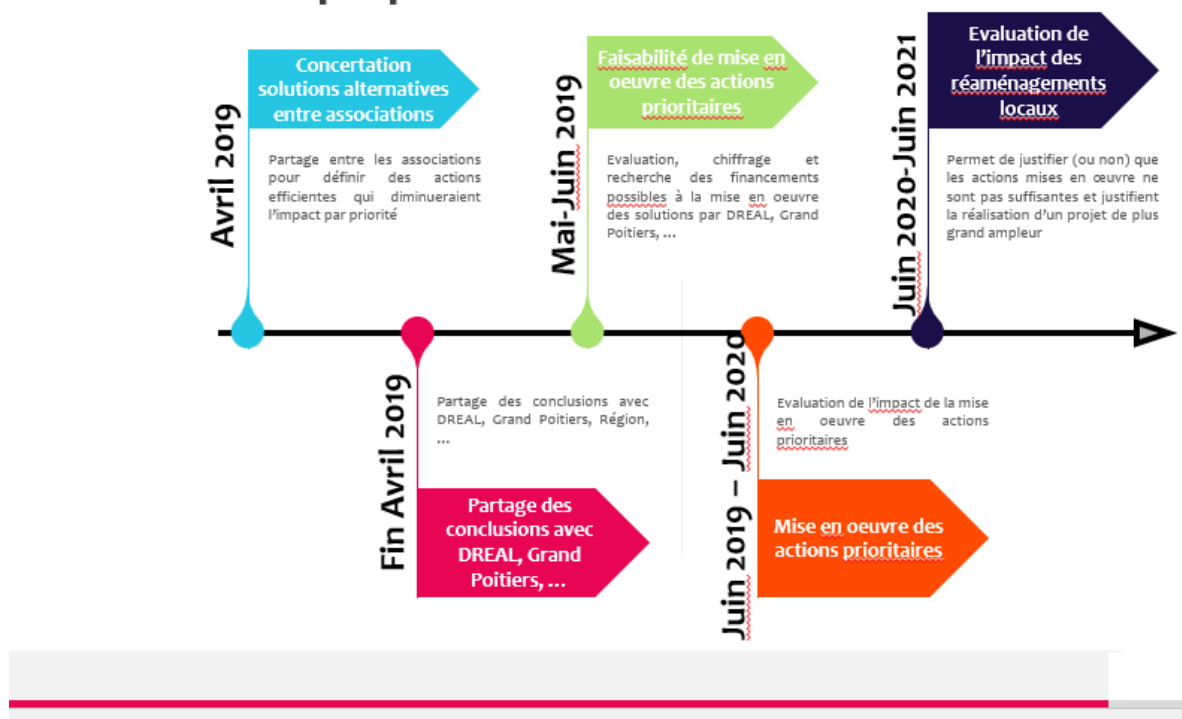 Avril 2019
Concertation
solutions alternatives
entre associations
Partage entre les associations
pour définir des actions
efficientes qui diminueraient
l'impact par priorité
Fin Avril 2019
Partage des conclusions avec
DREAL, Grand Poitiers, Région,
...
Partage des
conclusions avec
DREAL, Grand
Poitiers, ...
Mai-Juin 2019
Faisabilité de mise en
oeuvre des actions
prioritaires
Evaluation, chiffrage et
recherche des financements
possibles à la mise en oeuvre
des solutions par DREAL, Grand
Poitiers, ...
Juin 2019 – Juin 2020
Evaluation de l'impact de la mise
en oeuvre des actions
prioritaires
Mise en oeuvre des
actions prioritaires
Juin 2020-Juin 2021
Evaluation de
l'impact des
réaménagements
locaux
Permet de justifier (ou non) que
les actions mises en œuvre ne
sont pas suffisantes et justifient
la réalisation d'un projet de plus
grand ampleur